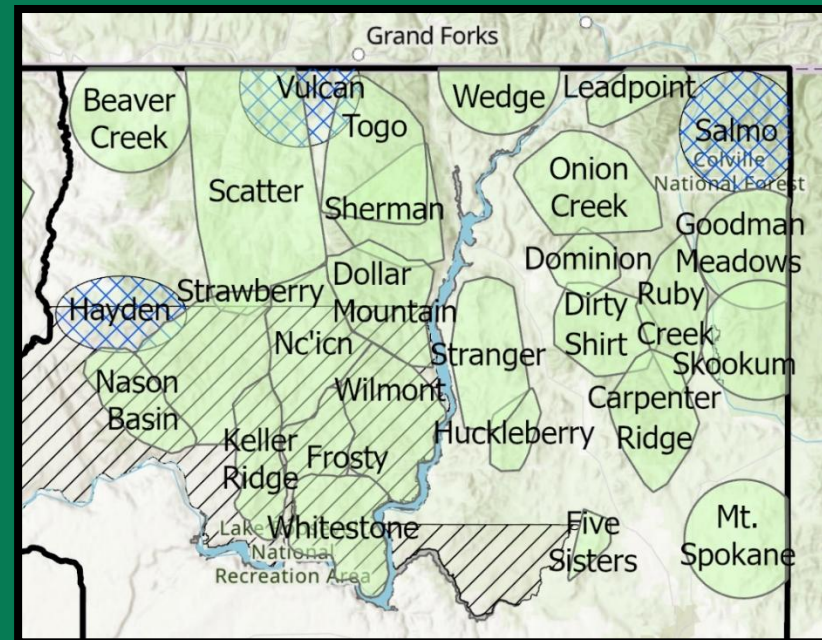 Grand Forks
Beaver
Creek
Vulcan
Togo
Wedge
Leadpoint
Salmo
Colville
National Forest
Scatter
Sherman
Onion
Creek
Goodman
Meadows
Dominion
Hayden
Strawberry
Dollar
Mountain
Nc'icn
Dirty
Shirt
Ruby
Creek
Stranger
Skookum
Nason
Basin
Wilmont
Carpenter
Ridge
Huckleberry
Keller
Ridge
Frosty
Whitestone
Lake
National
Recreation Area
Five
Sisters
Mt.
Spokane